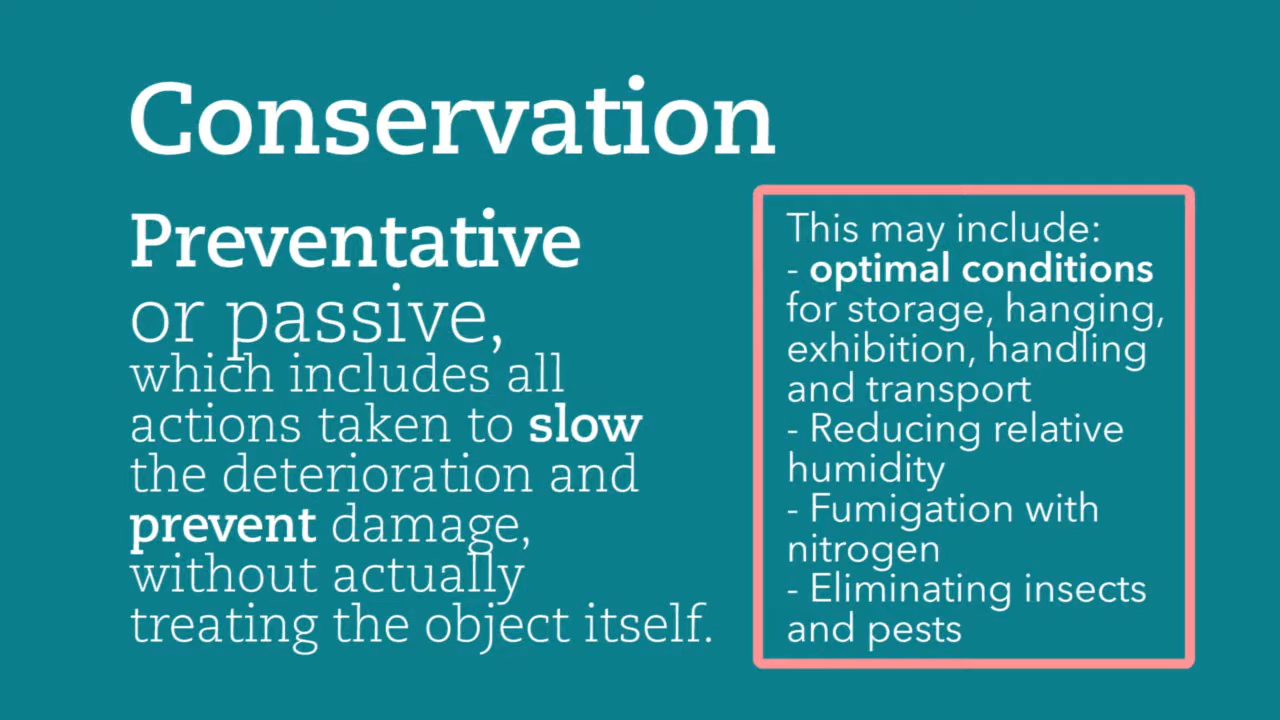 Conservation
Preventative
or passive,
which includes all
actions taken to slow
the deterioration and
prevent damage,
without actually
treating the object itself.
This may include:
- optimal conditions
for storage, hanging,
exhibition, handling
and transport
- Reducing relative
humidity
- Fumigation with
nitrogen
- Eliminating insects
and pests